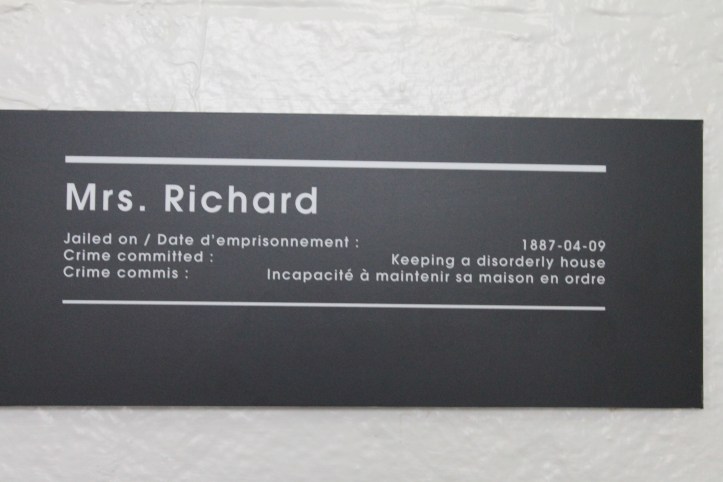 Mrs. Richard
Jailed on / Date d'emprisonnement : 1887-04-09
Crime committed : Keeping a disorderly house
Crime commis : Incapacité à maintenir sa maison en ordre